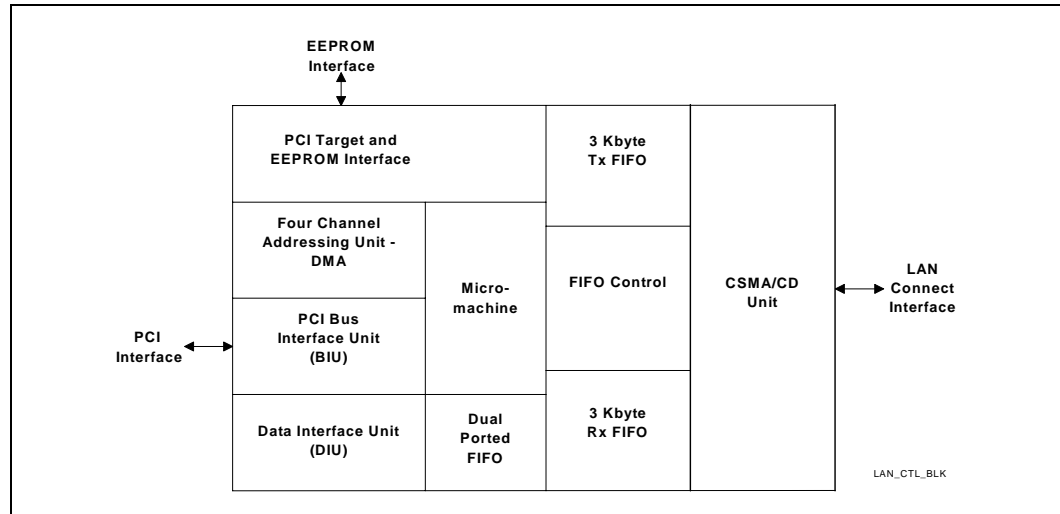 EEPROM
Interface
PCI Target and
EEPROM Interface
3 Kbyte
Tx FIFO
Four Channel
Addressing Unit -
DMA
Micro-
machine
FIFO Control
CSMA/CD
Unit
LAN
Connect
Interface
PCI
Interface
PCI Bus
Interface Unit
(BIU)
Data Interface Unit
(DIU)
Dual
Ported
FIFO
3 Kbyte
Rx FIFO
LAN_CTL_BLK